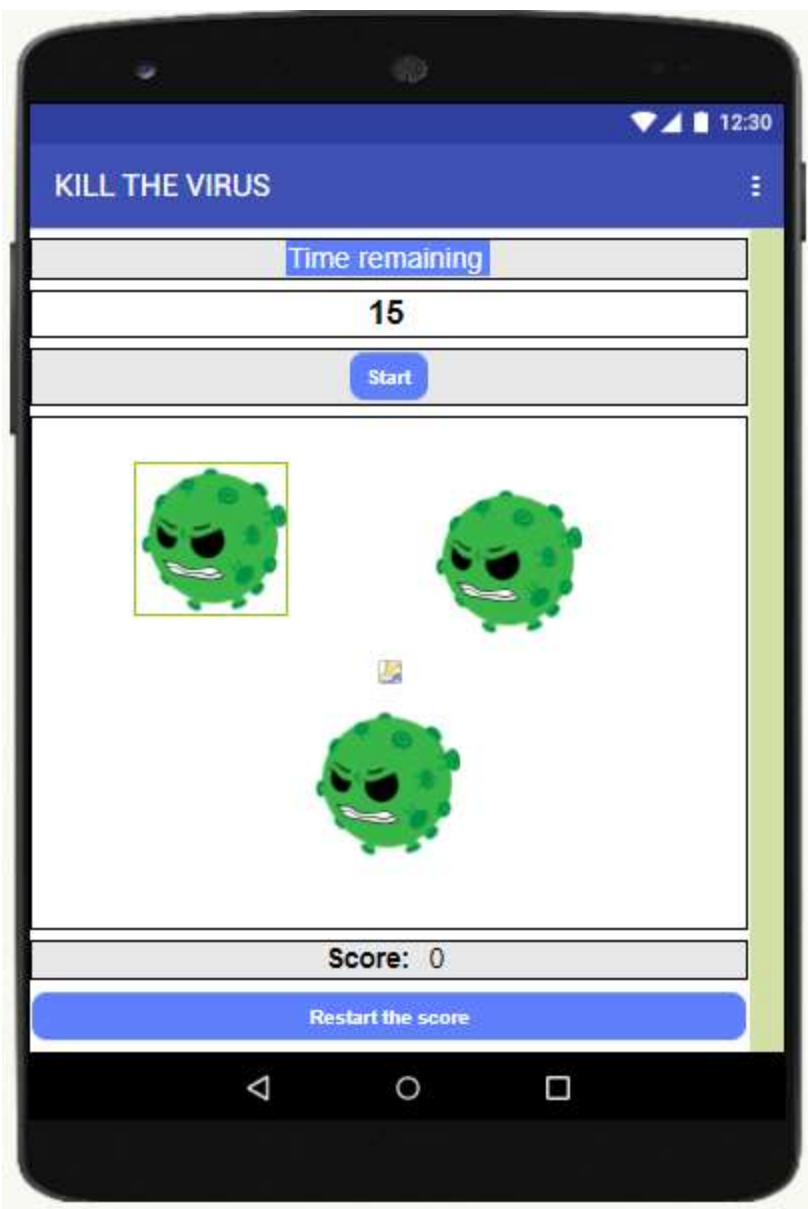 12:30
KILL THE VIRUS
Time remaining
15
Start
Score: 0
Restart the score